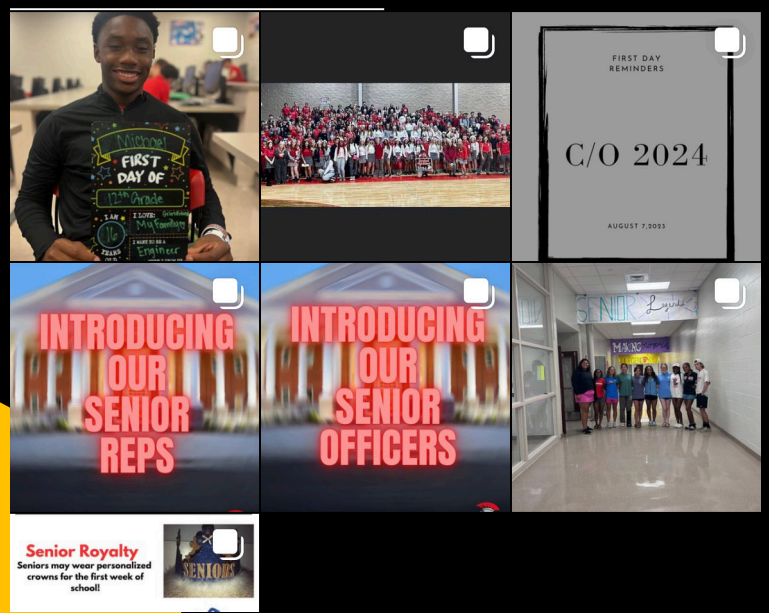 Michael
FIRST
DAY OF
12th Grade
I AM
16
YEARS
I LOVE:
My Family
I WANT TO BE A
Engineer
FIRST DAY
REMINDERS
C/O 2024
AUGUST 7,2023
INTRODUCING
OUR
SENIOR
REPS
INTRODUCING
OUR
SENIOR
OFFICERS
SENIOR Legends
MAKING
Senior Royalty
Seniors may wear personalized
crowns for the first week of
school!
SENIORS